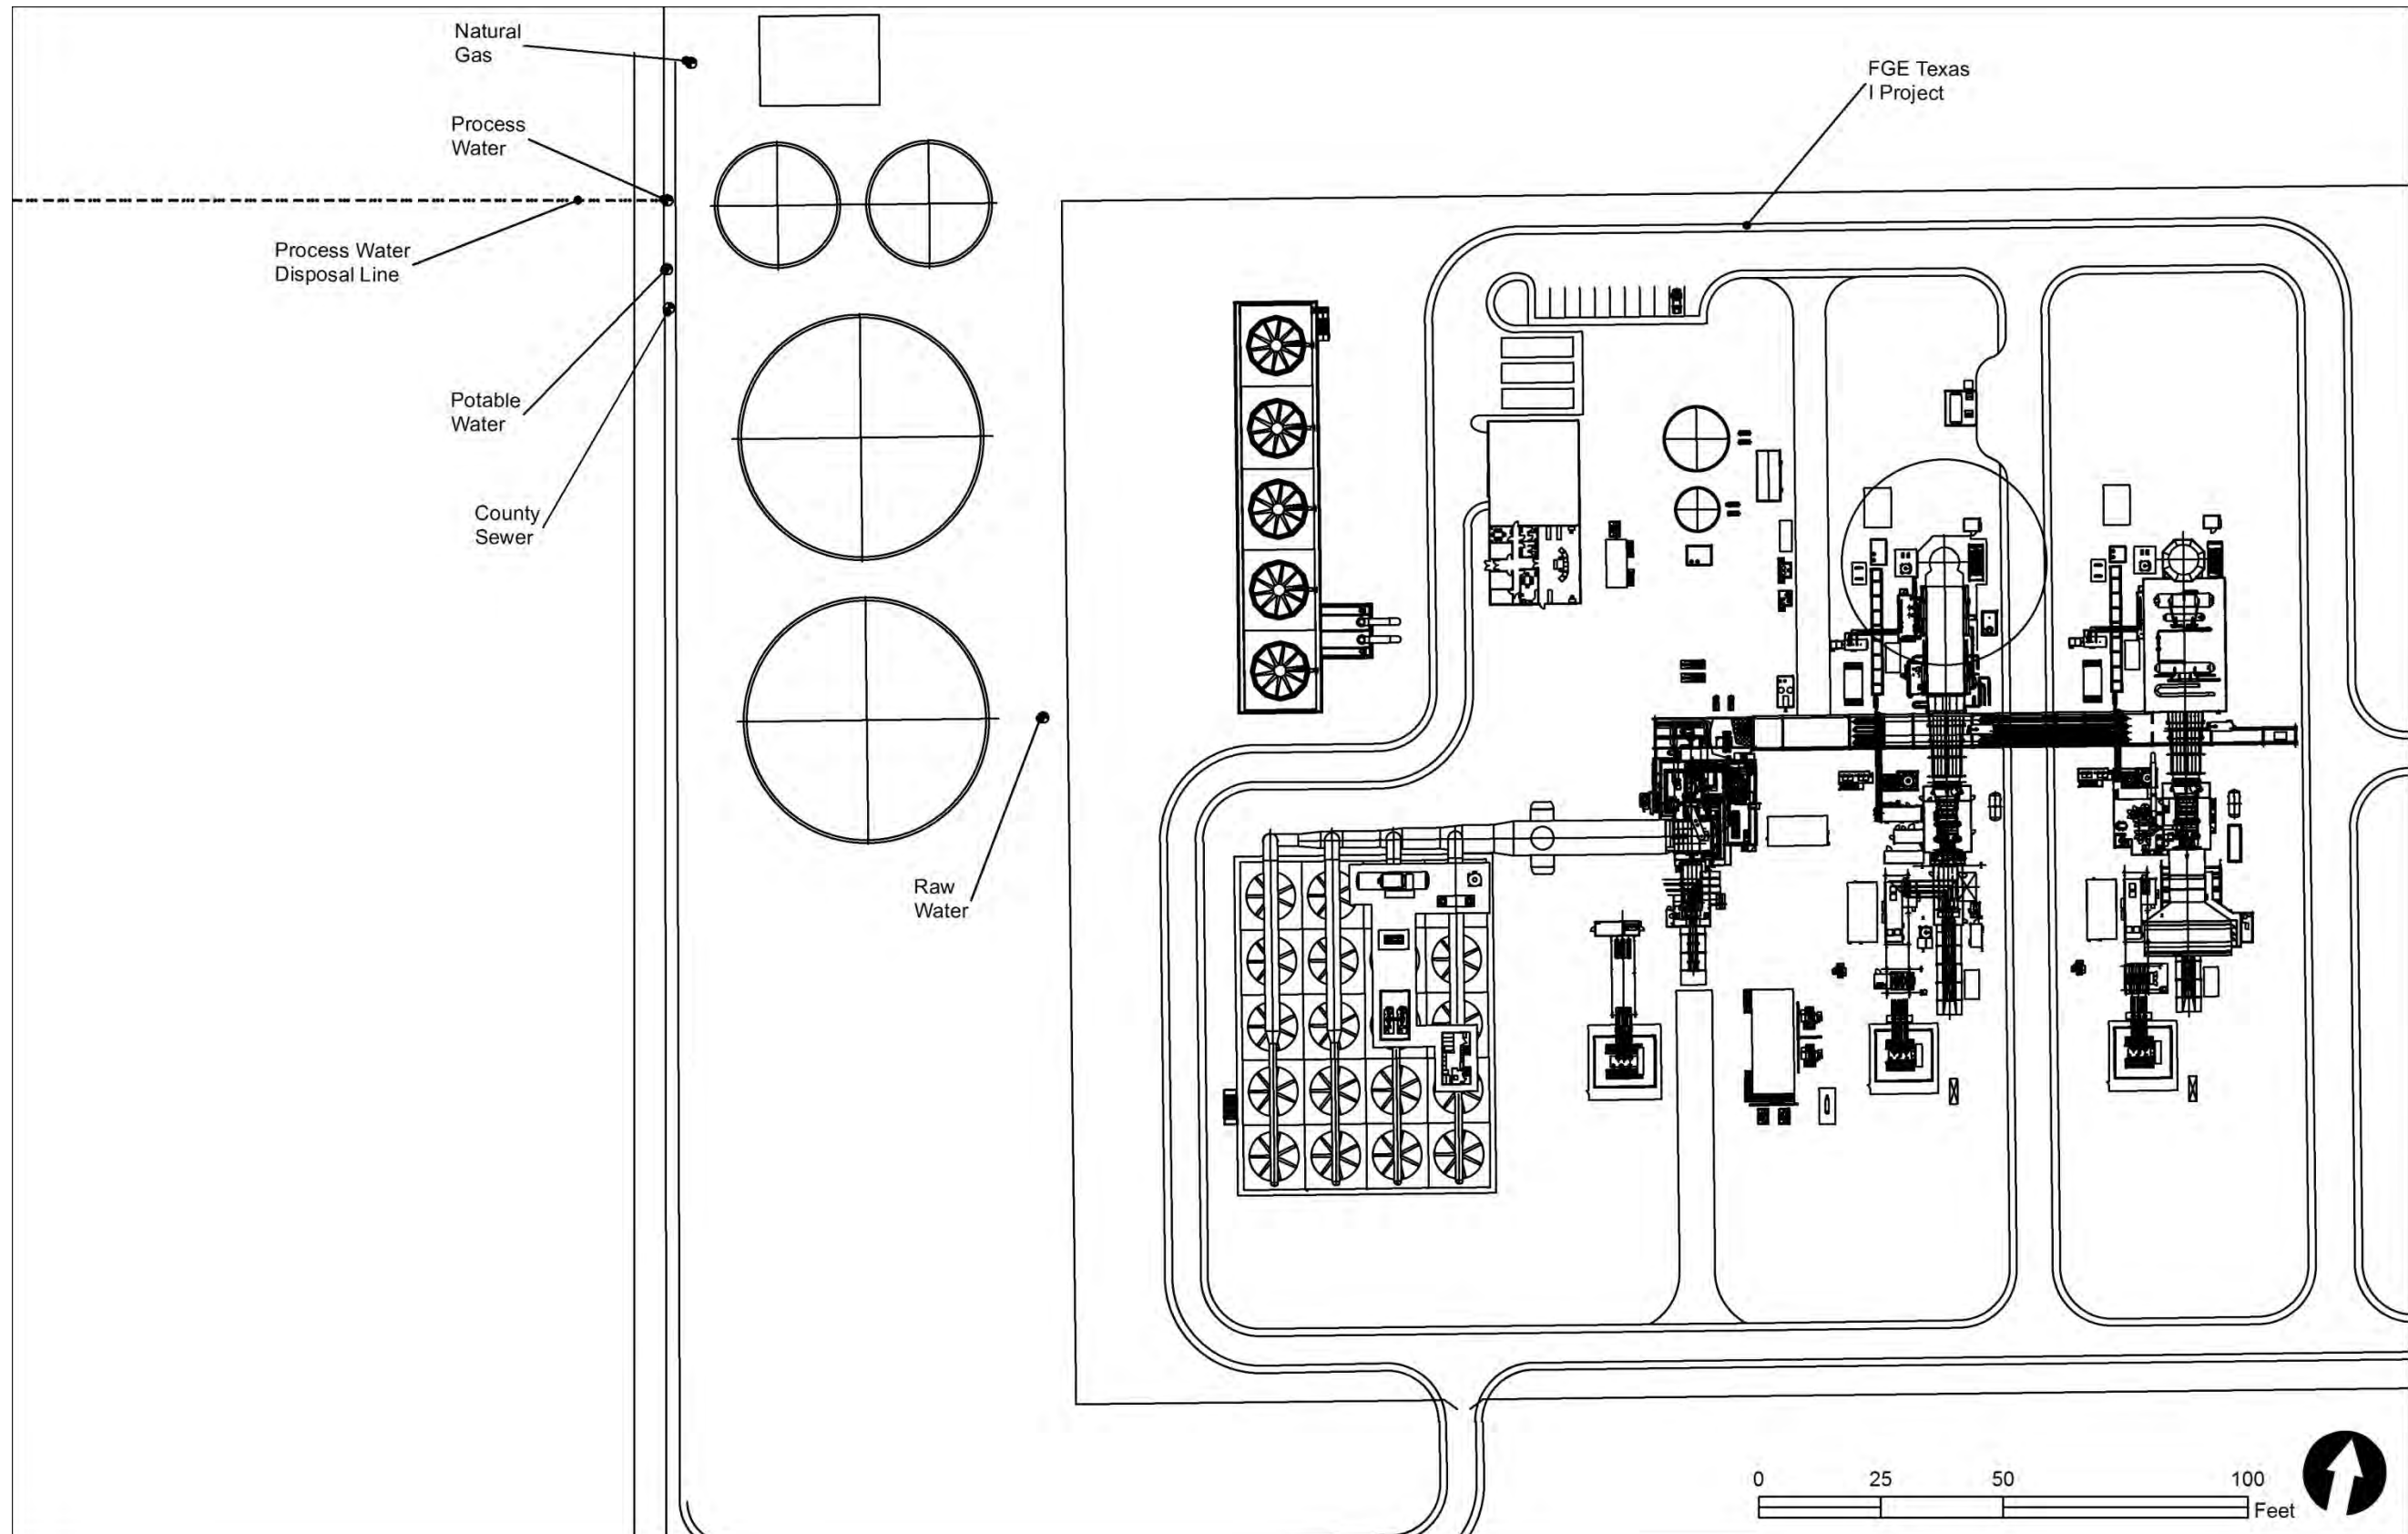 Natural
Gas
FGE Texas
I Project
Process
Water
Process Water
Disposal Line
Potable
Water
County
Sewer
Raw
Water
0 25 50 100
Feet